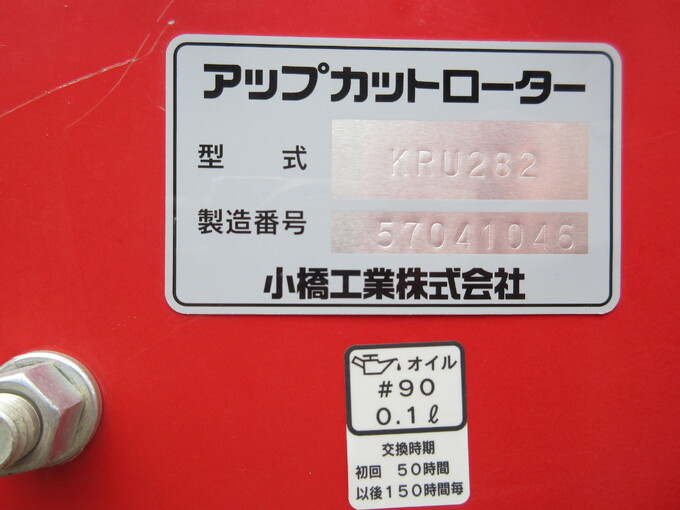 アップカットローター
型 式 KRU282
製造番号 57041046
小橋工業株式会社
オイル
#90
0.1ℓ
交換時期
初回 50時間
以後150時間毎